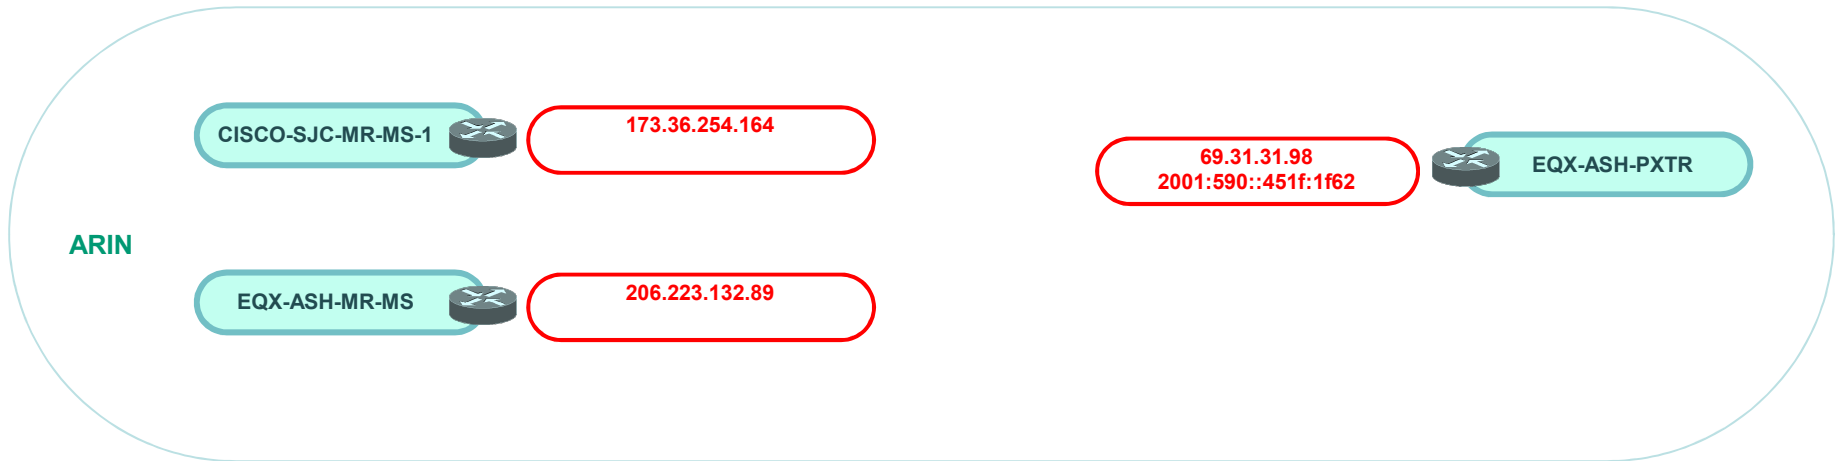 CISCO-SJC-MR-MS-1
173.36.254.164
69.31.31.98
2001:590::451f:1f62
EQX-ASH-PXTR
ARIN
EQX-ASH-MR-MS
206.223.132.89